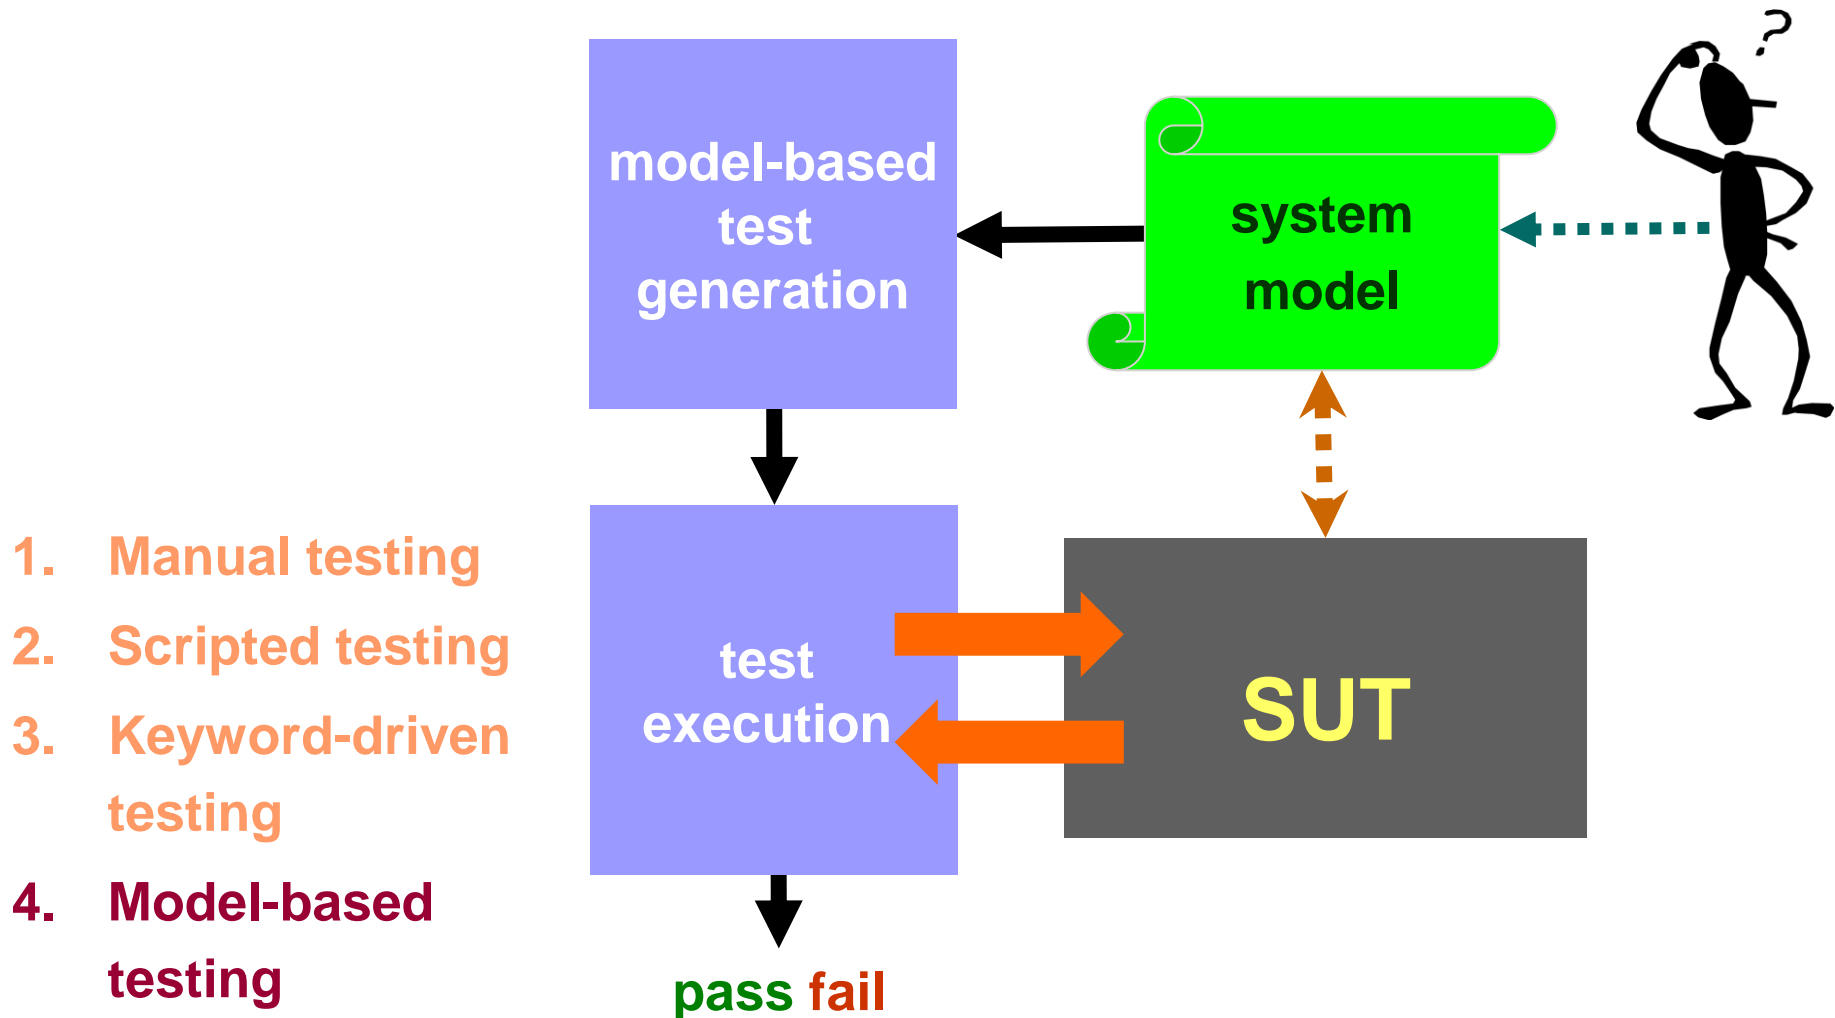 ?
model-based
test
generation
system
model
1. Manual testing
2. Scripted testing
3. Keyword-driven
testing
4. Model-based
testing
test
execution
SUT
pass fail